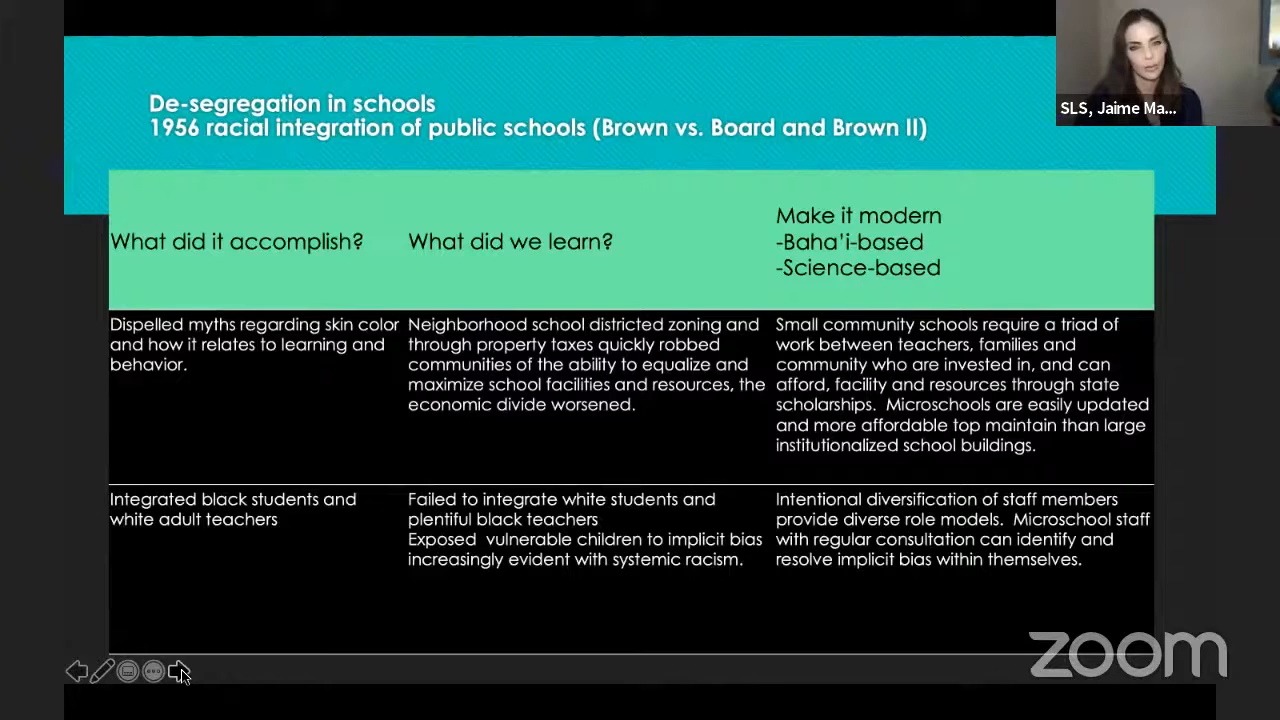 De-segregation in schools
1956 racial integration of public schools (Brown vs. Board and Brown II)
SLS, Jaime Ma...
What did it accomplish?
What did we learn?
Make it modern
-Baha'i-based
-Science-based
Dispelled myths regarding skin color
and how it relates to learning and
behavior.
Neighborhood school districted zoning and
through property taxes quickly robbed
communities of the ability to equalize and
maximize school facilities and resources, the
economic divide worsened.
Small community schools require a triad of
work between teachers, families and
community who are invested in, and can
afford, facility and resources through state
scholarships.  Microschools are easily updated
and more affordable top maintain than large
institutionalized school buildings.
Integrated black students and
white adult teachers
Failed to integrate white students and
plentiful black teachers
Exposed  vulnerable children to implicit bias
increasingly evident with systemic racism.
Intentional diversification of staff members
provide diverse role models.  Microschool staff
with regular consultation can identify and
resolve implicit bias within themselves.
zoom